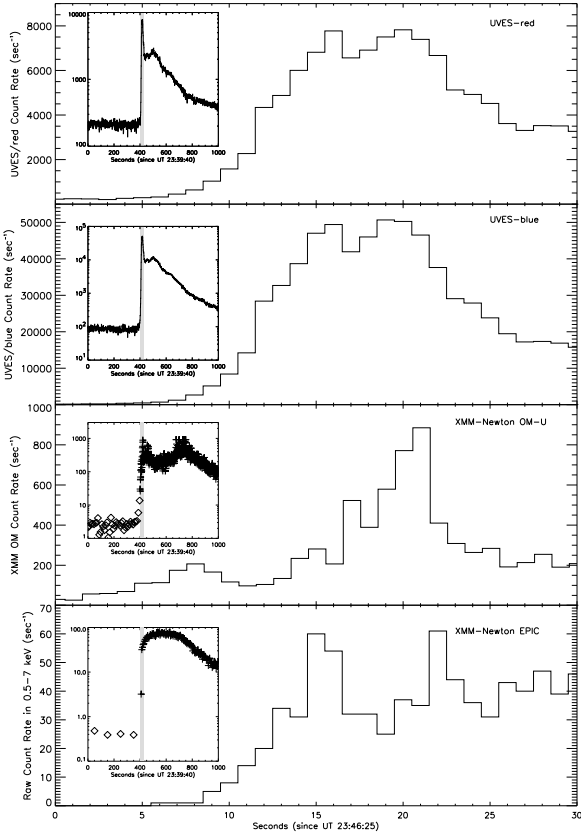 UVES-red
UVES/red Count Rate (sec⁻¹)
8000
6000
4000
2000
10000
1000
100
0 200 400 600 800 1000
Seconds (since UT 23:39:40)
UVES-blue
UVES/blue Count Rate (sec⁻¹)
50000
40000
30000
20000
10000
10⁵
10⁴
10³
10²
10¹
0 200 400 600 800 1000
Seconds (since UT 23:39:40)
XMM-Newton OM-U
XMM OM Count Rate (sec⁻¹)
1000
800
600
400
200
1000
100
10
1
0 200 400 600 800 1000
Seconds (since UT 23:39:40)
XMM-Newton EPIC
Raw Count Rate in 0.5-7 keV (sec⁻¹)
70
60
50
40
30
20
10
0
100.0
10.0
1.0
0.1
0 200 400 600 800 1000
Seconds (since UT 23:39:40)
0 5 10 15 20 25 30
Seconds (since UT 23:46:25)